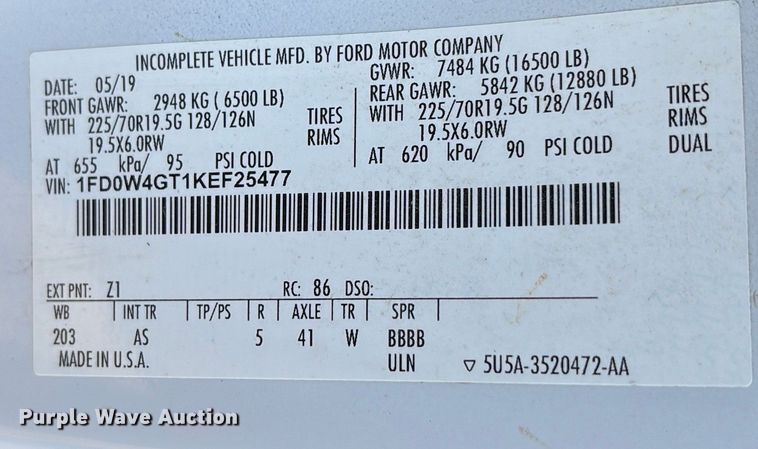 INCOMPLETE VEHICLE MFD. BY FORD MOTOR COMPANY
DATE: 05/19
GVWR: 7484 KG (16500 LB)
FRONT GAWR: 2948 KG ( 6500 LB)
REAR GAWR: 5842 KG (12880 LB)
WITH 225/70R19.5G 128/126N TIRES
WITH 225/70R19.5G 128/126N TIRES
19.5X6.0RW RIMS
19.5X6.0RW RIMS
AT 655 kPa/ 95 PSI COLD
AT 620 kPa/ 90 PSI COLD DUAL
VIN: 1FD0W4GT1KEF25477
EXT PNT: Z1 RC: 86 DSO:
WB INT TR TP/PS R AXLE TR SPR
203 AS 5 41 W BBBB
MADE IN U.S.A. ULN ▽ 5U5A-3520472-AA
Purple Wave Auction